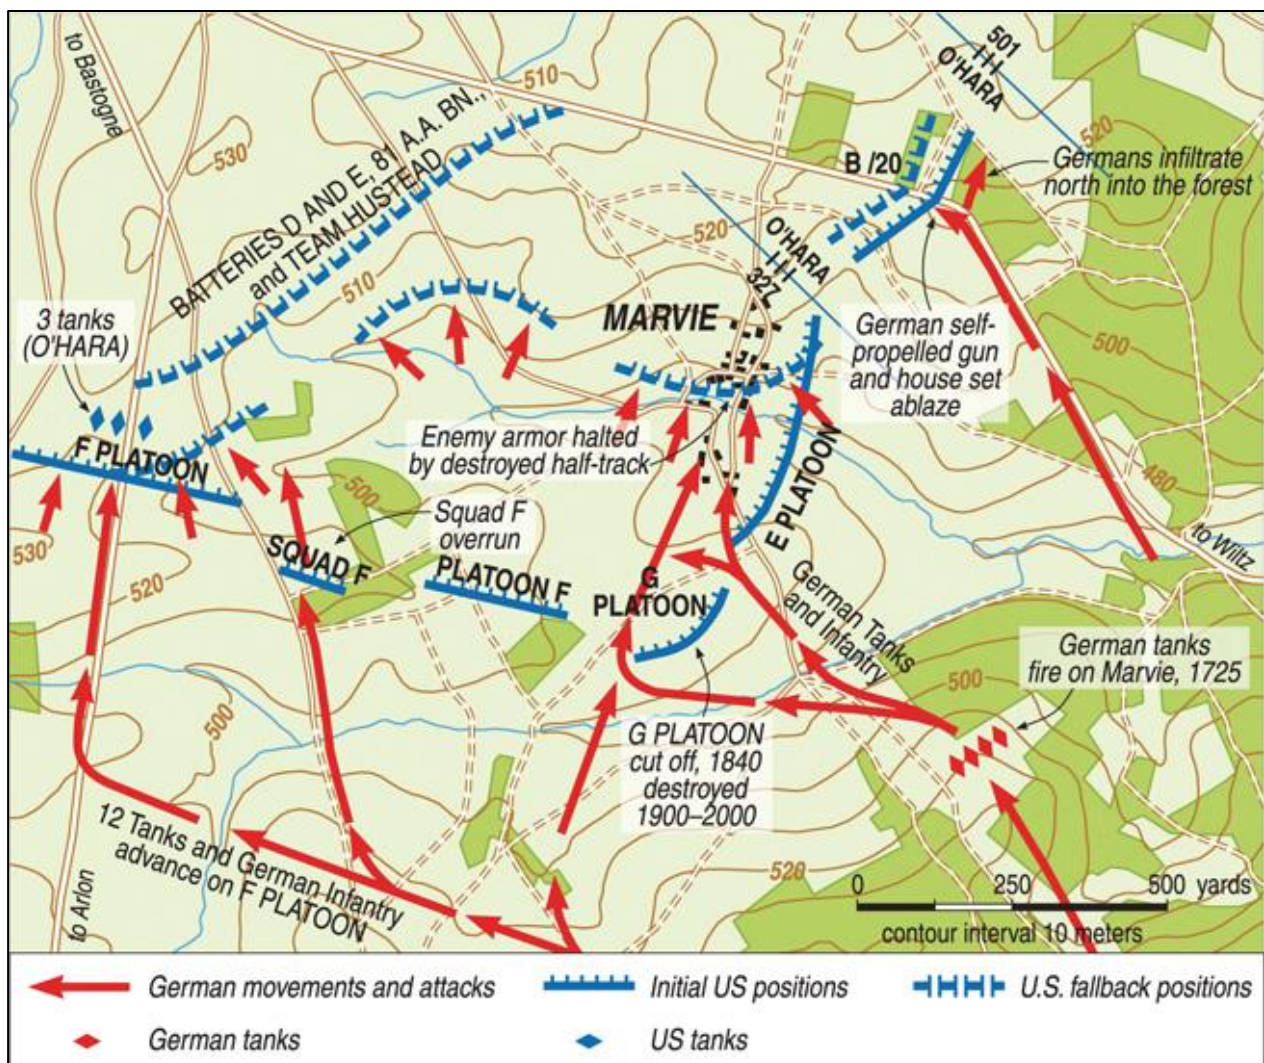 to Bastogne
510
501
O'HARA
530
BATTERIES D AND E, 81 A.A. BN.,
and TEAM HUSTEAD
B /20
520
Germans infiltrate
north into the forest
510
520
O'HARA
327
3 tanks
(O'HARA)
MARVIE
German self-
propelled gun
and house set
ablaze
500
F PLATOON
Enemy armor halted
by destroyed half-track
E PLATOON
480
500
Squad F
overrun
530
520
SQUAD F
PLATOON F
G
PLATOON
to Wiltz
German Tanks
and Infantry
German tanks
fire on Marvie, 1725
500
500
G PLATOON
cut off, 1840
destroyed
1900–2000
12 Tanks and German Infantry
advance on F PLATOON
to Arlon
520
0 250 500 yards
contour interval 10 meters
German movements and attacks
Initial US positions
U.S. fallback positions
German tanks
US tanks